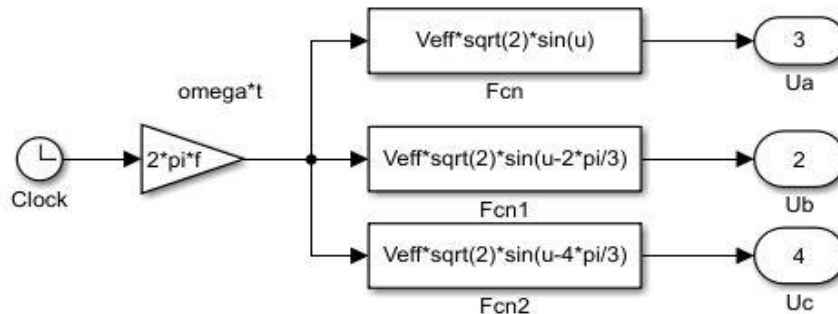 Veff*sqrt(2)*sin(u)
3
Fcn
Ua
omega*t
2*pi*f
Clock
Veff*sqrt(2)*sin(u-2*pi/3)
2
Fcn1
Ub
Veff*sqrt(2)*sin(u-4*pi/3)
4
Fcn2
Uc